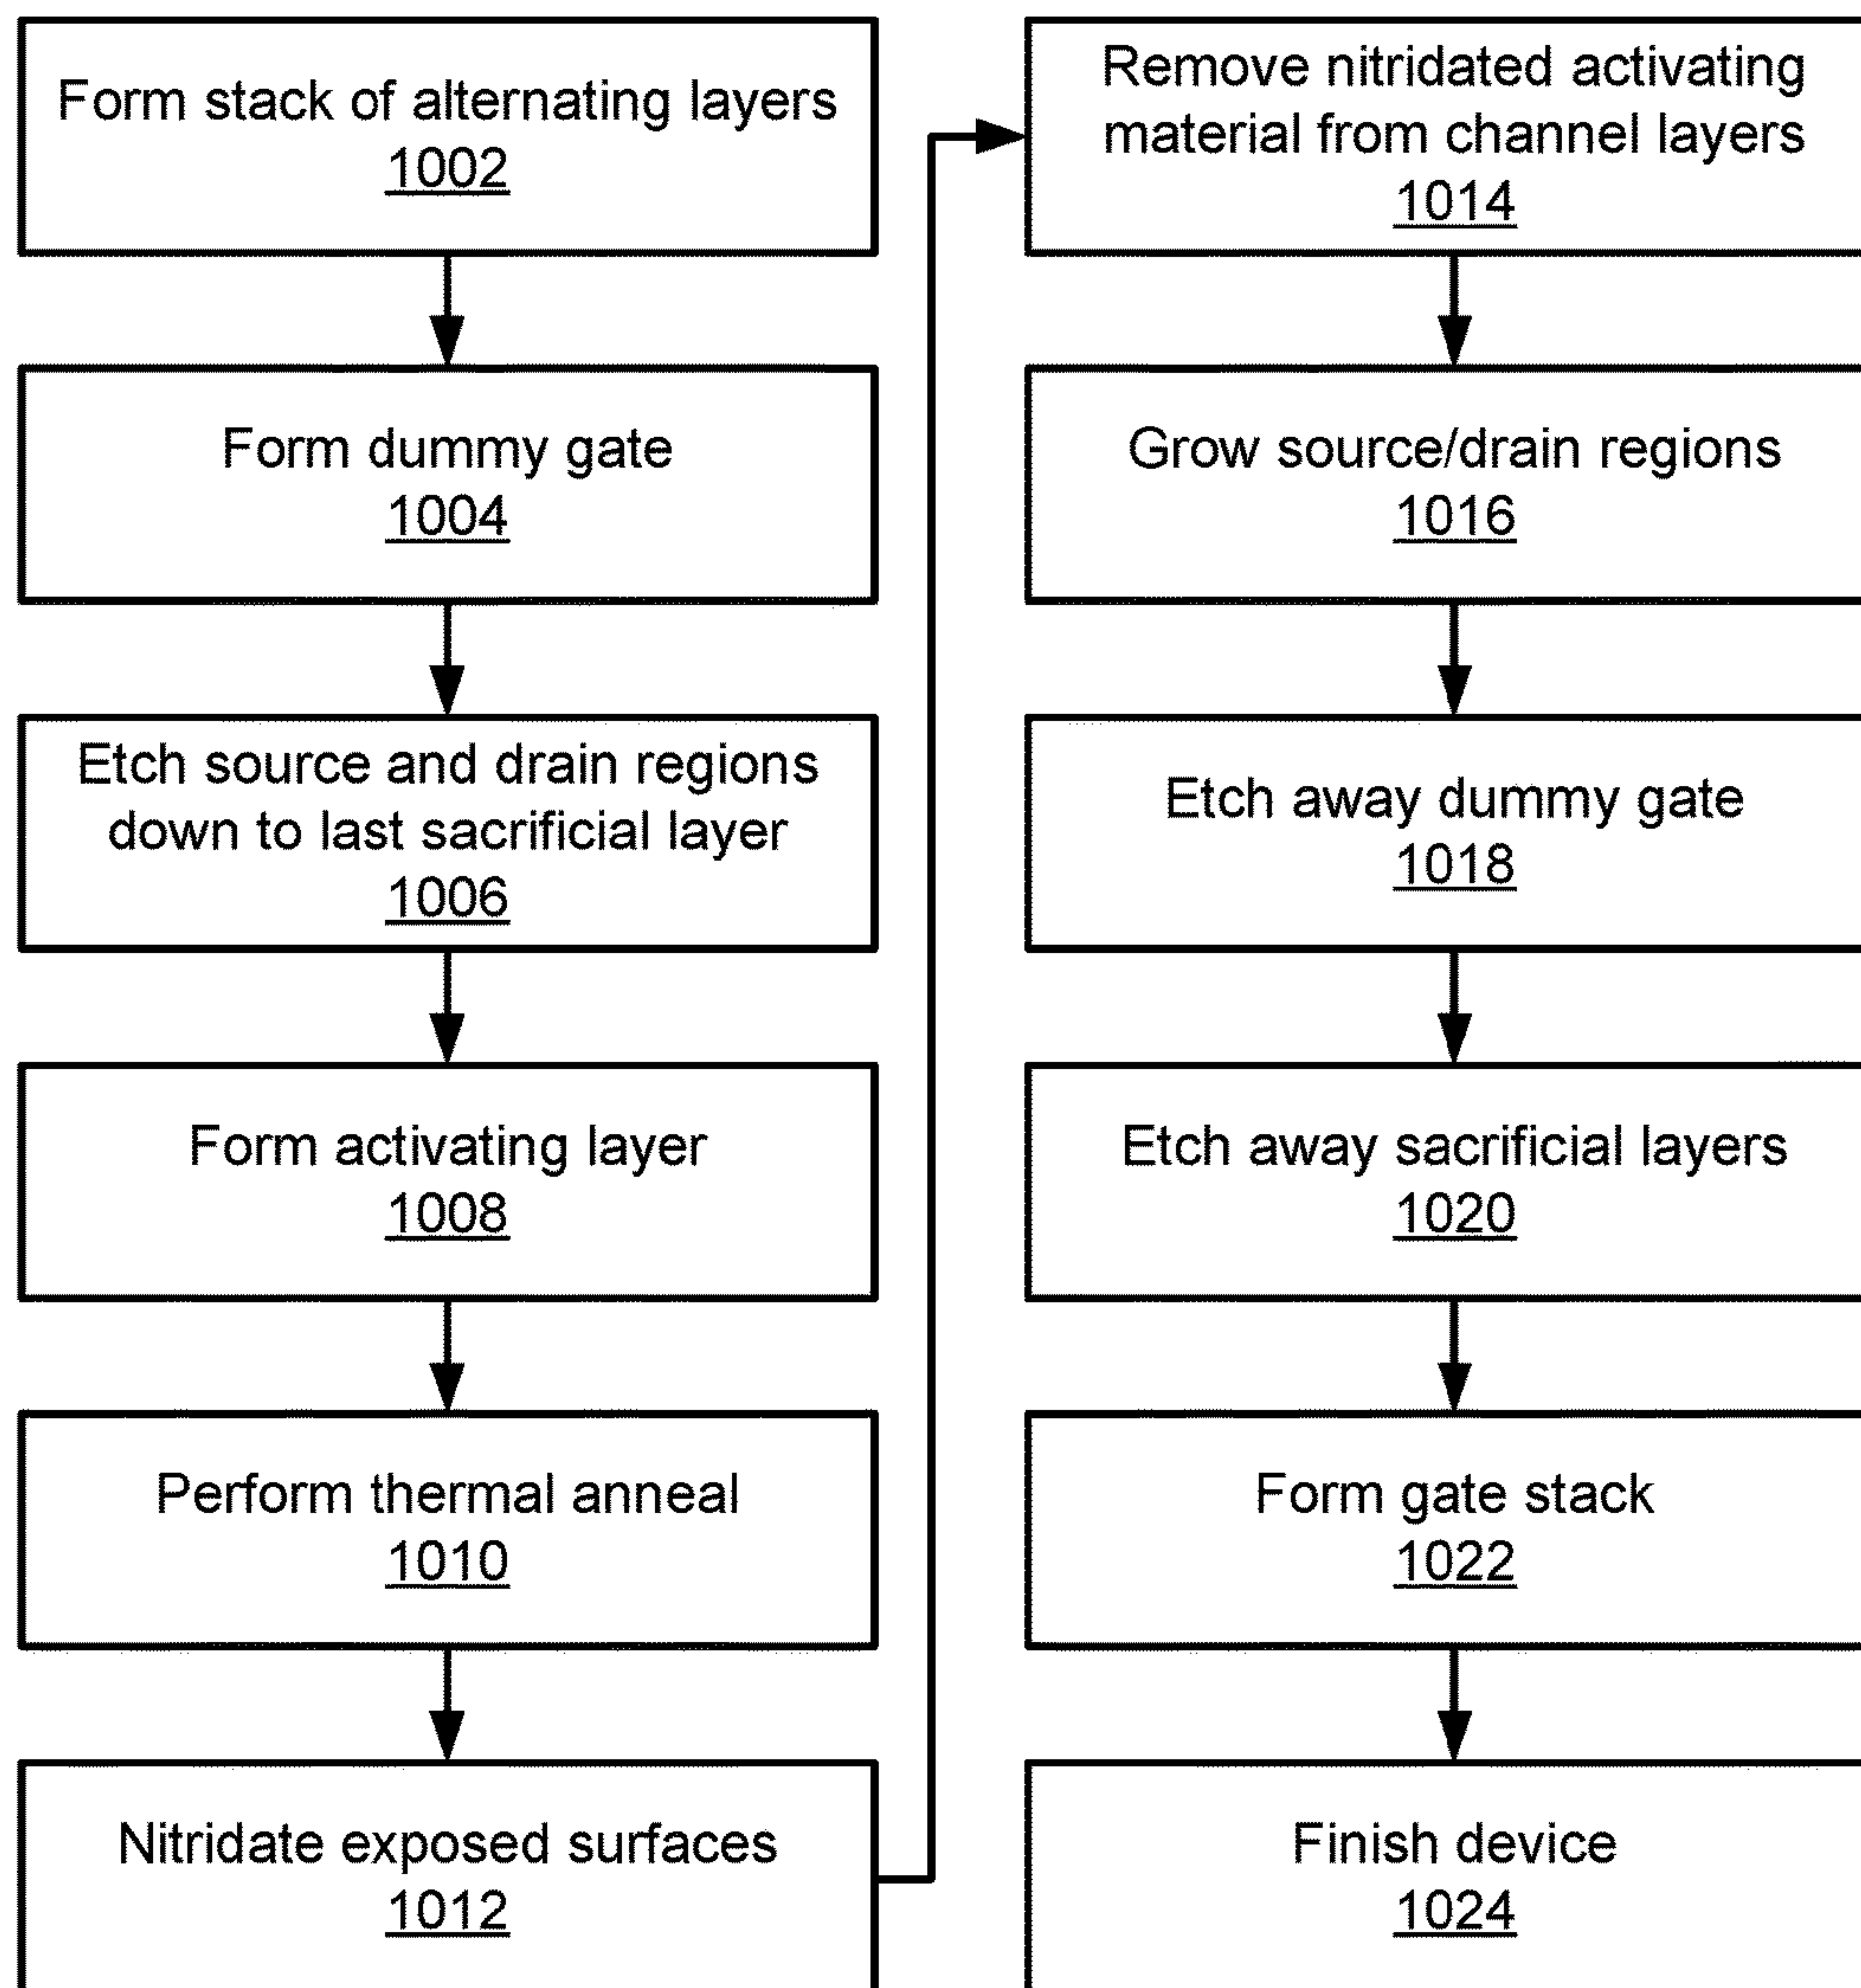 Form stack of alternating layers
1002
Form dummy gate
1004
Etch source and drain regions
down to last sacrificial layer
1006
Form activating layer
1008
Perform thermal anneal
1010
Nitridate exposed surfaces
1012
Remove nitridated activating
material from channel layers
1014
Grow source/drain regions
1016
Etch away dummy gate
1018
Etch away sacrificial layers
1020
Form gate stack
1022
Finish device
1024